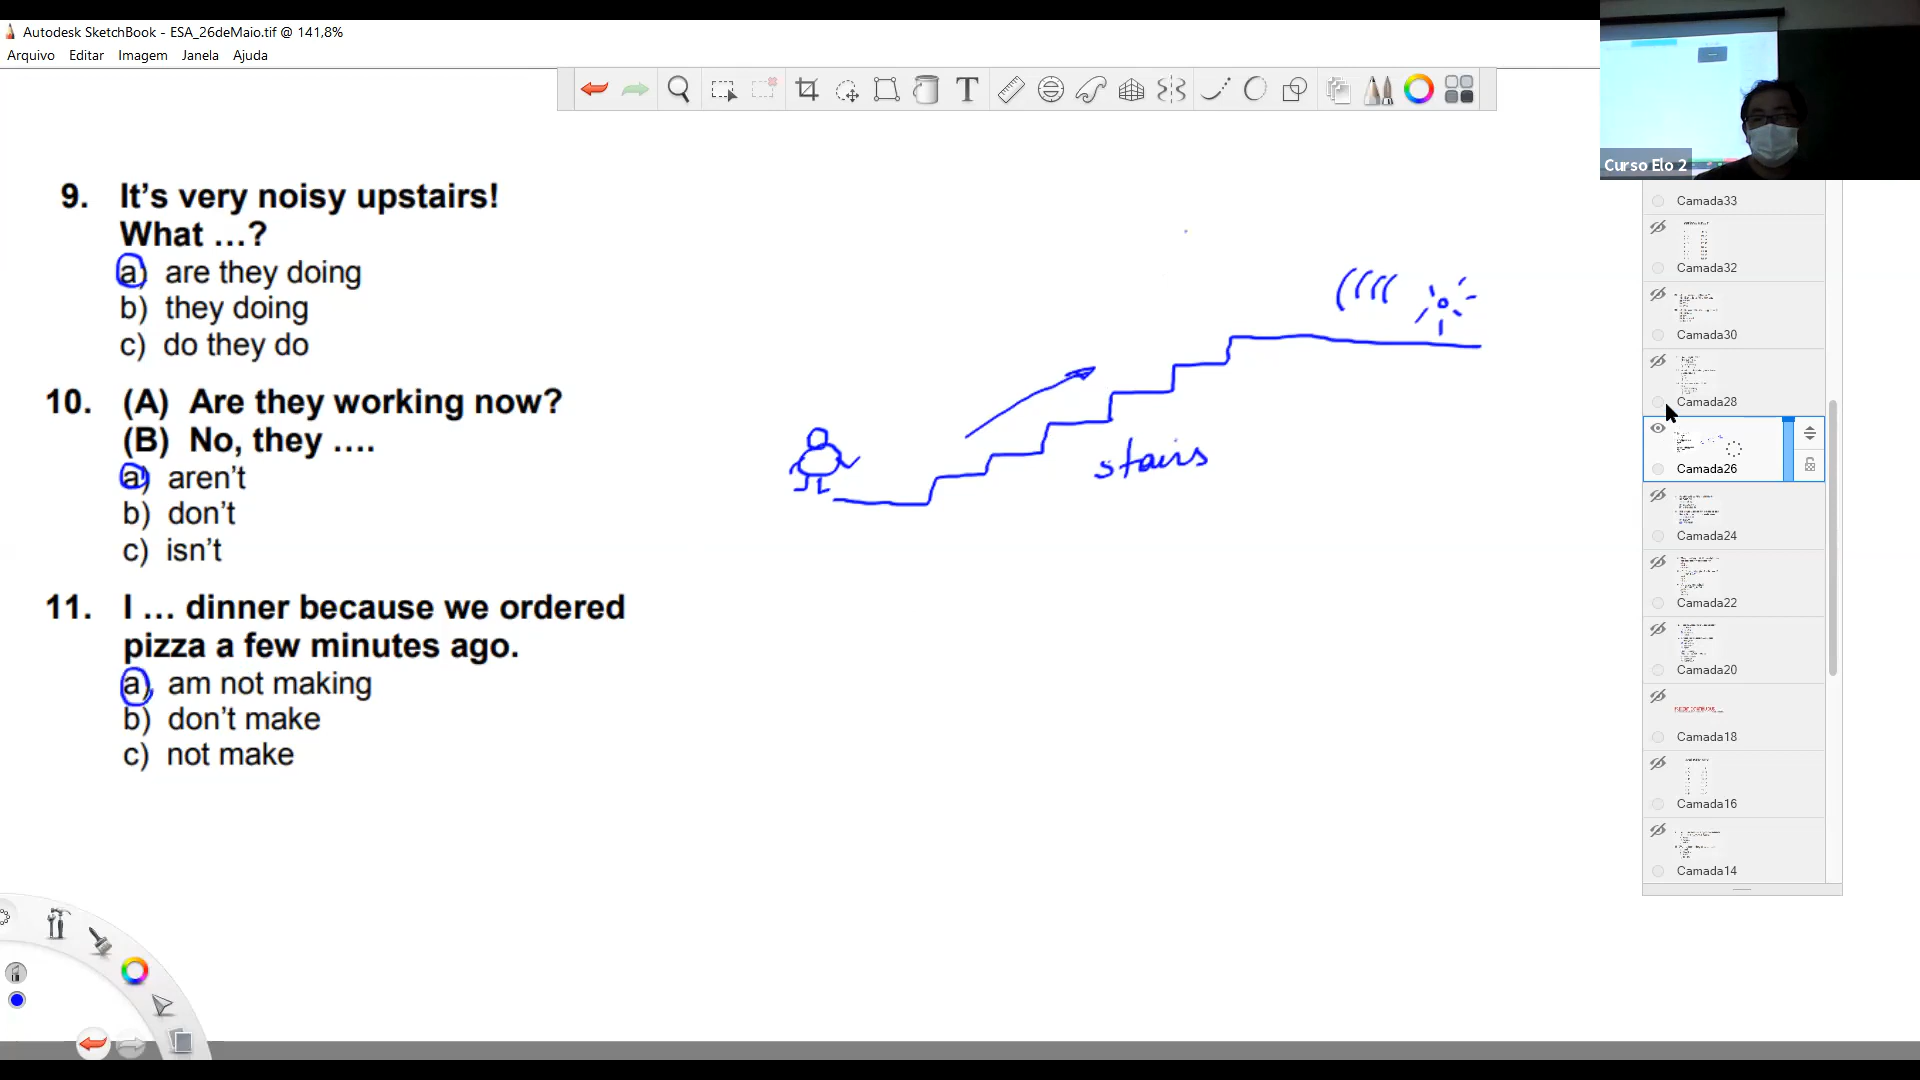 Autodesk SketchBook - ESA_26deMaio.tif @ 141,8%
Arquivo Editar Imagem Janela Ajuda
T
Curso Elo 2
9. It's very noisy upstairs!
What ...?
a) are they doing
b) they doing
c) do they do
10. (A) Are they working now?
(B) No, they ....
a) aren't
b) don't
c) isn't
11. I ... dinner because we ordered
pizza a few minutes ago.
a) am not making
b) don't make
c) not make
stairs
Camada33
Camada32
Camada30
Camada28
Camada26
Camada24
Camada22
Camada20
Camada18
Camada16
Camada14